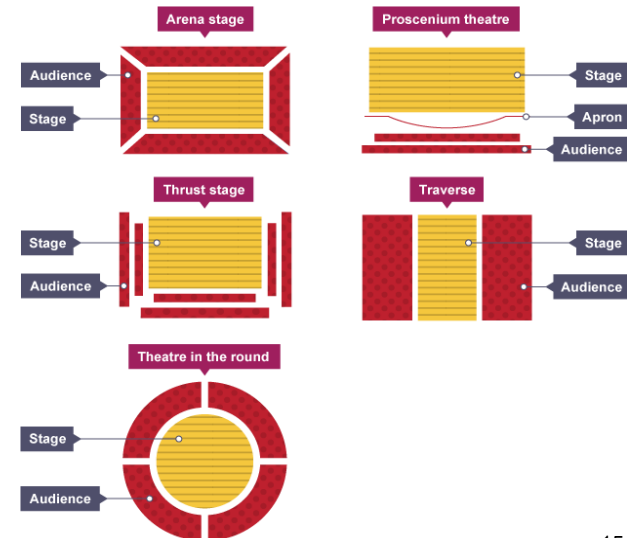 Arena stage
Audience
Stage
Proscenium theatre
Stage
Apron
Audience
Thrust stage
Stage
Audience
Traverse
Stage
Audience
Theatre in the round
Stage
Audience